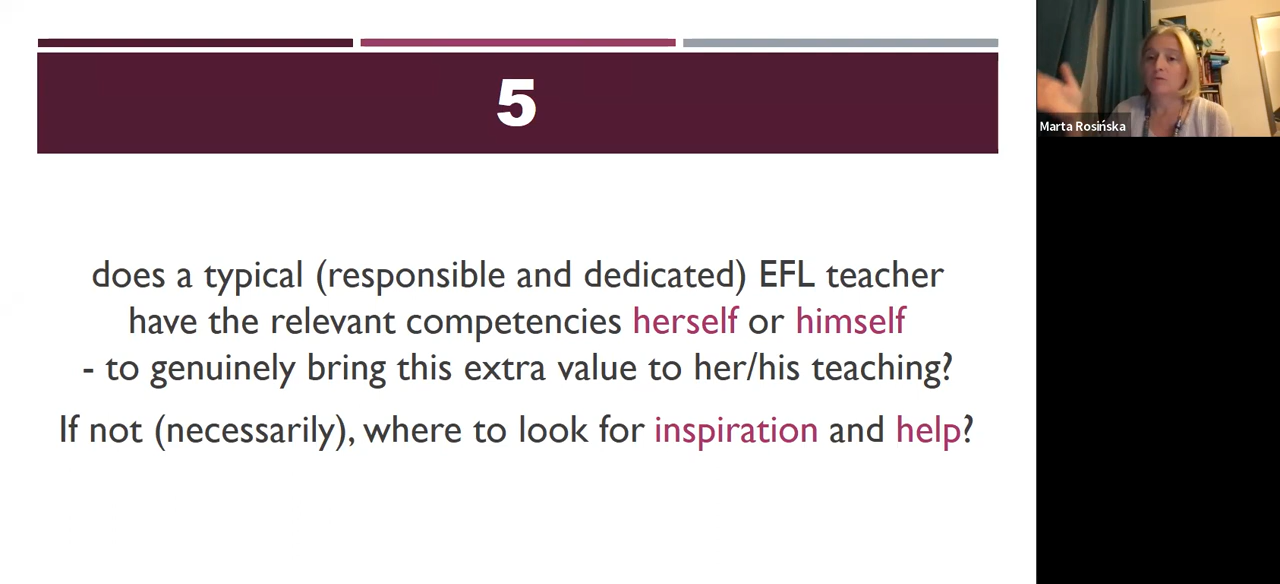 5
does a typical (responsible and dedicated) EFL teacher
have the relevant competencies herself or himself
- to genuinely bring this extra value to her/his teaching?
If not (necessarily), where to look for inspiration and help?
Marta Rosińska